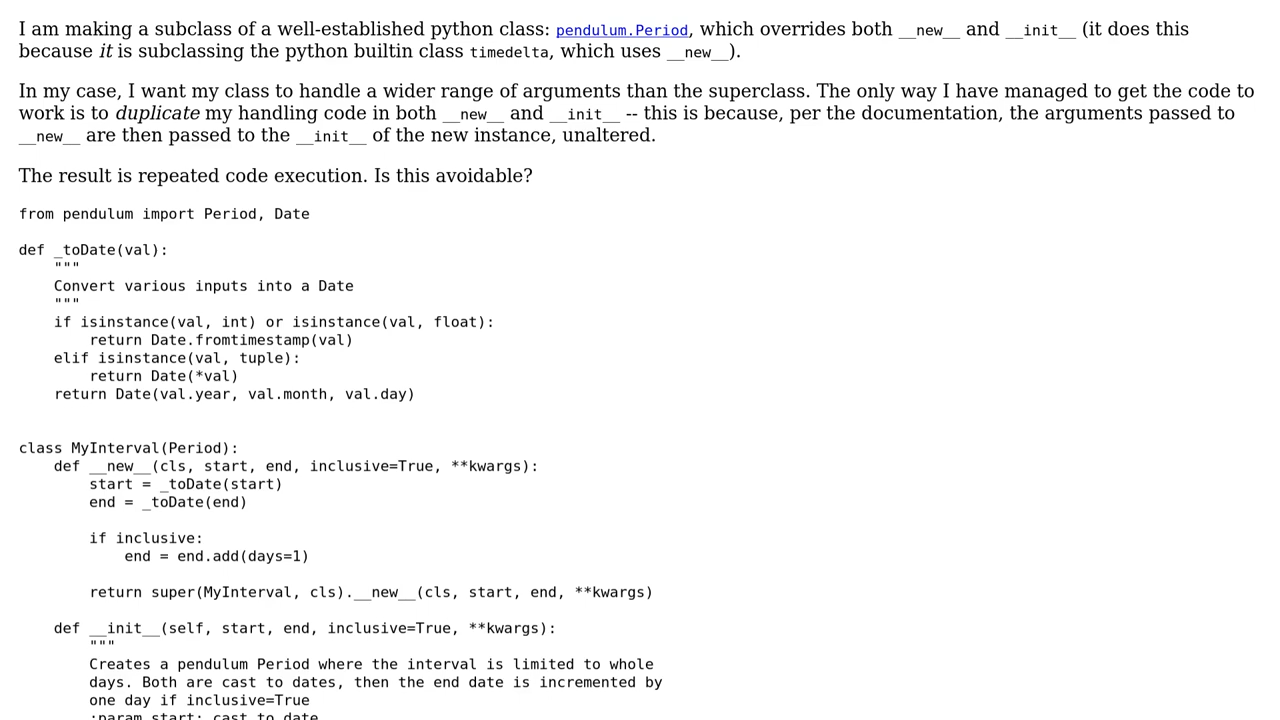 I am making a subclass of a well-established python class: pendulum.Period, which overrides both __new__ and __init__ (it does this
because it is subclassing the python builtin class timedelta, which uses __new__).
In my case, I want my class to handle a wider range of arguments than the superclass. The only way I have managed to get the code to
work is to duplicate my handling code in both __new__ and __init__ -- this is because, per the documentation, the arguments passed to
__new__ are then passed to the __init__ of the new instance, unaltered.
The result is repeated code execution. Is this avoidable?
from pendulum import Period, Date
def _toDate(val):
    """
    Convert various inputs into a Date
    """
    if isinstance(val, int) or isinstance(val, float):
        return Date.fromtimestamp(val)
    elif isinstance(val, tuple):
        return Date(*val)
    return Date(val.year, val.month, val.day)
class MyInterval(Period):
    def __new__(cls, start, end, inclusive=True, **kwargs):
        start = _toDate(start)
        end = _toDate(end)
        if inclusive:
            end = end.add(days=1)
        return super(MyInterval, cls).__new__(cls, start, end, **kwargs)
    def __init__(self, start, end, inclusive=True, **kwargs):
        """
        Creates a pendulum Period where the interval is limited to whole
        days. Both are cast to dates, then the end date is incremented by
        one day if inclusive=True
        :param start: cast to date